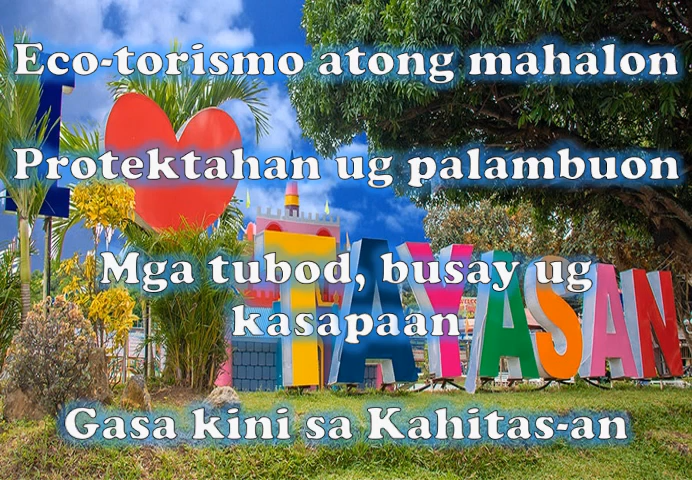 Eco-torismo atong mahalon
Protektahan ug palambuon
Mga tubod, busay ug
kasapaan
Gasa kini sa Kahitas-an
I
TAYASAN